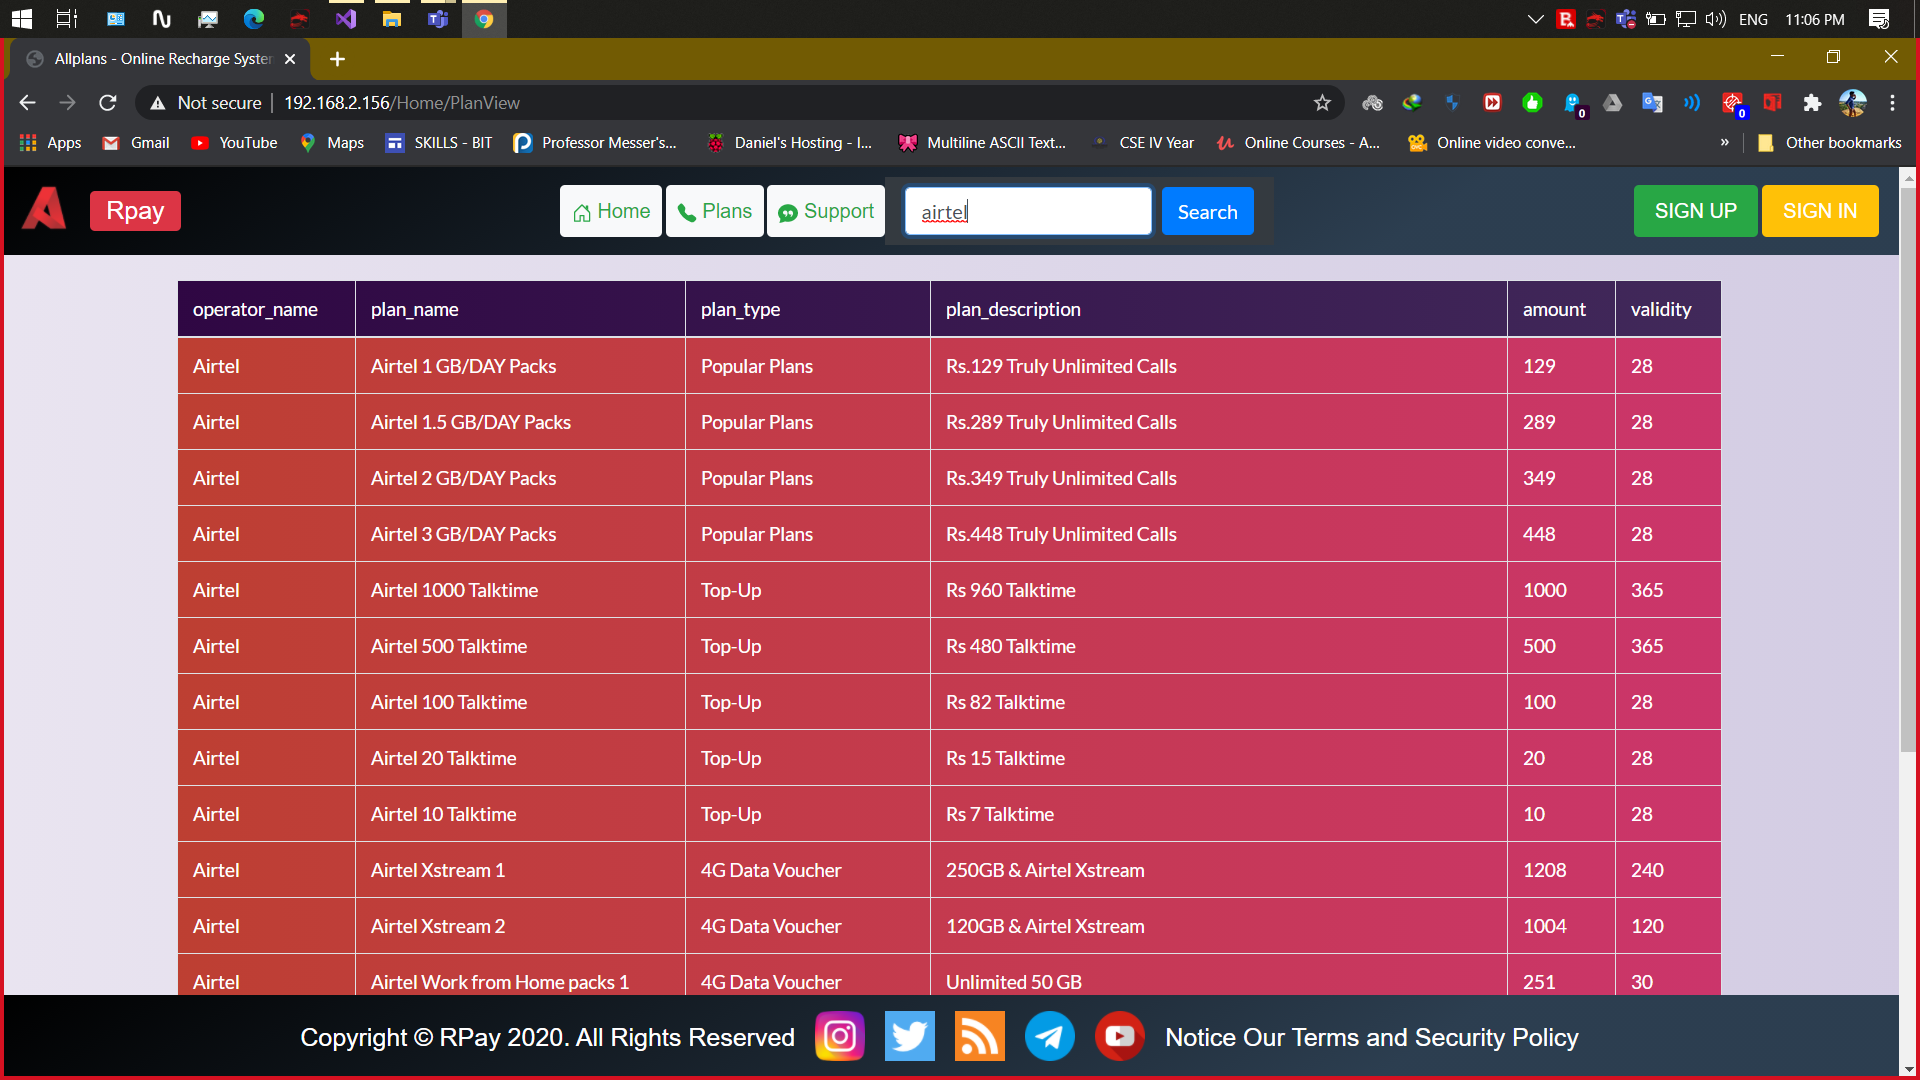 ENG 11:06 PM
Allplans - Online Recharge System
Not secure 192.168.2.156/Home/PlanView
0 0
Apps Gmail YouTube Maps SKILLS - BIT Professor Messer's... Daniel's Hosting - I... Multiline ASCII Text... CSE IV Year Online Courses - A... Online video conve... » Other bookmarks
Rpay Home Plans Support airtel Search SIGN UP SIGN IN
operator_name plan_name plan_type plan_description amount validity
Airtel Airtel 1 GB/DAY Packs Popular Plans Rs.129 Truly Unlimited Calls 129 28
Airtel Airtel 1.5 GB/DAY Packs Popular Plans Rs.289 Truly Unlimited Calls 289 28
Airtel Airtel 2 GB/DAY Packs Popular Plans Rs.349 Truly Unlimited Calls 349 28
Airtel Airtel 3 GB/DAY Packs Popular Plans Rs.448 Truly Unlimited Calls 448 28
Airtel Airtel 1000 Talktime Top-Up Rs 960 Talktime 1000 365
Airtel Airtel 500 Talktime Top-Up Rs 480 Talktime 500 365
Airtel Airtel 100 Talktime Top-Up Rs 82 Talktime 100 28
Airtel Airtel 20 Talktime Top-Up Rs 15 Talktime 20 28
Airtel Airtel 10 Talktime Top-Up Rs 7 Talktime 10 28
Airtel Airtel Xstream 1 4G Data Voucher 250GB & Airtel Xstream 1208 240
Airtel Airtel Xstream 2 4G Data Voucher 120GB & Airtel Xstream 1004 120
Airtel Airtel Work from Home packs 1 4G Data Voucher Unlimited 50 GB 251 30
Copyright © RPay 2020. All Rights Reserved Notice Our Terms and Security Policy